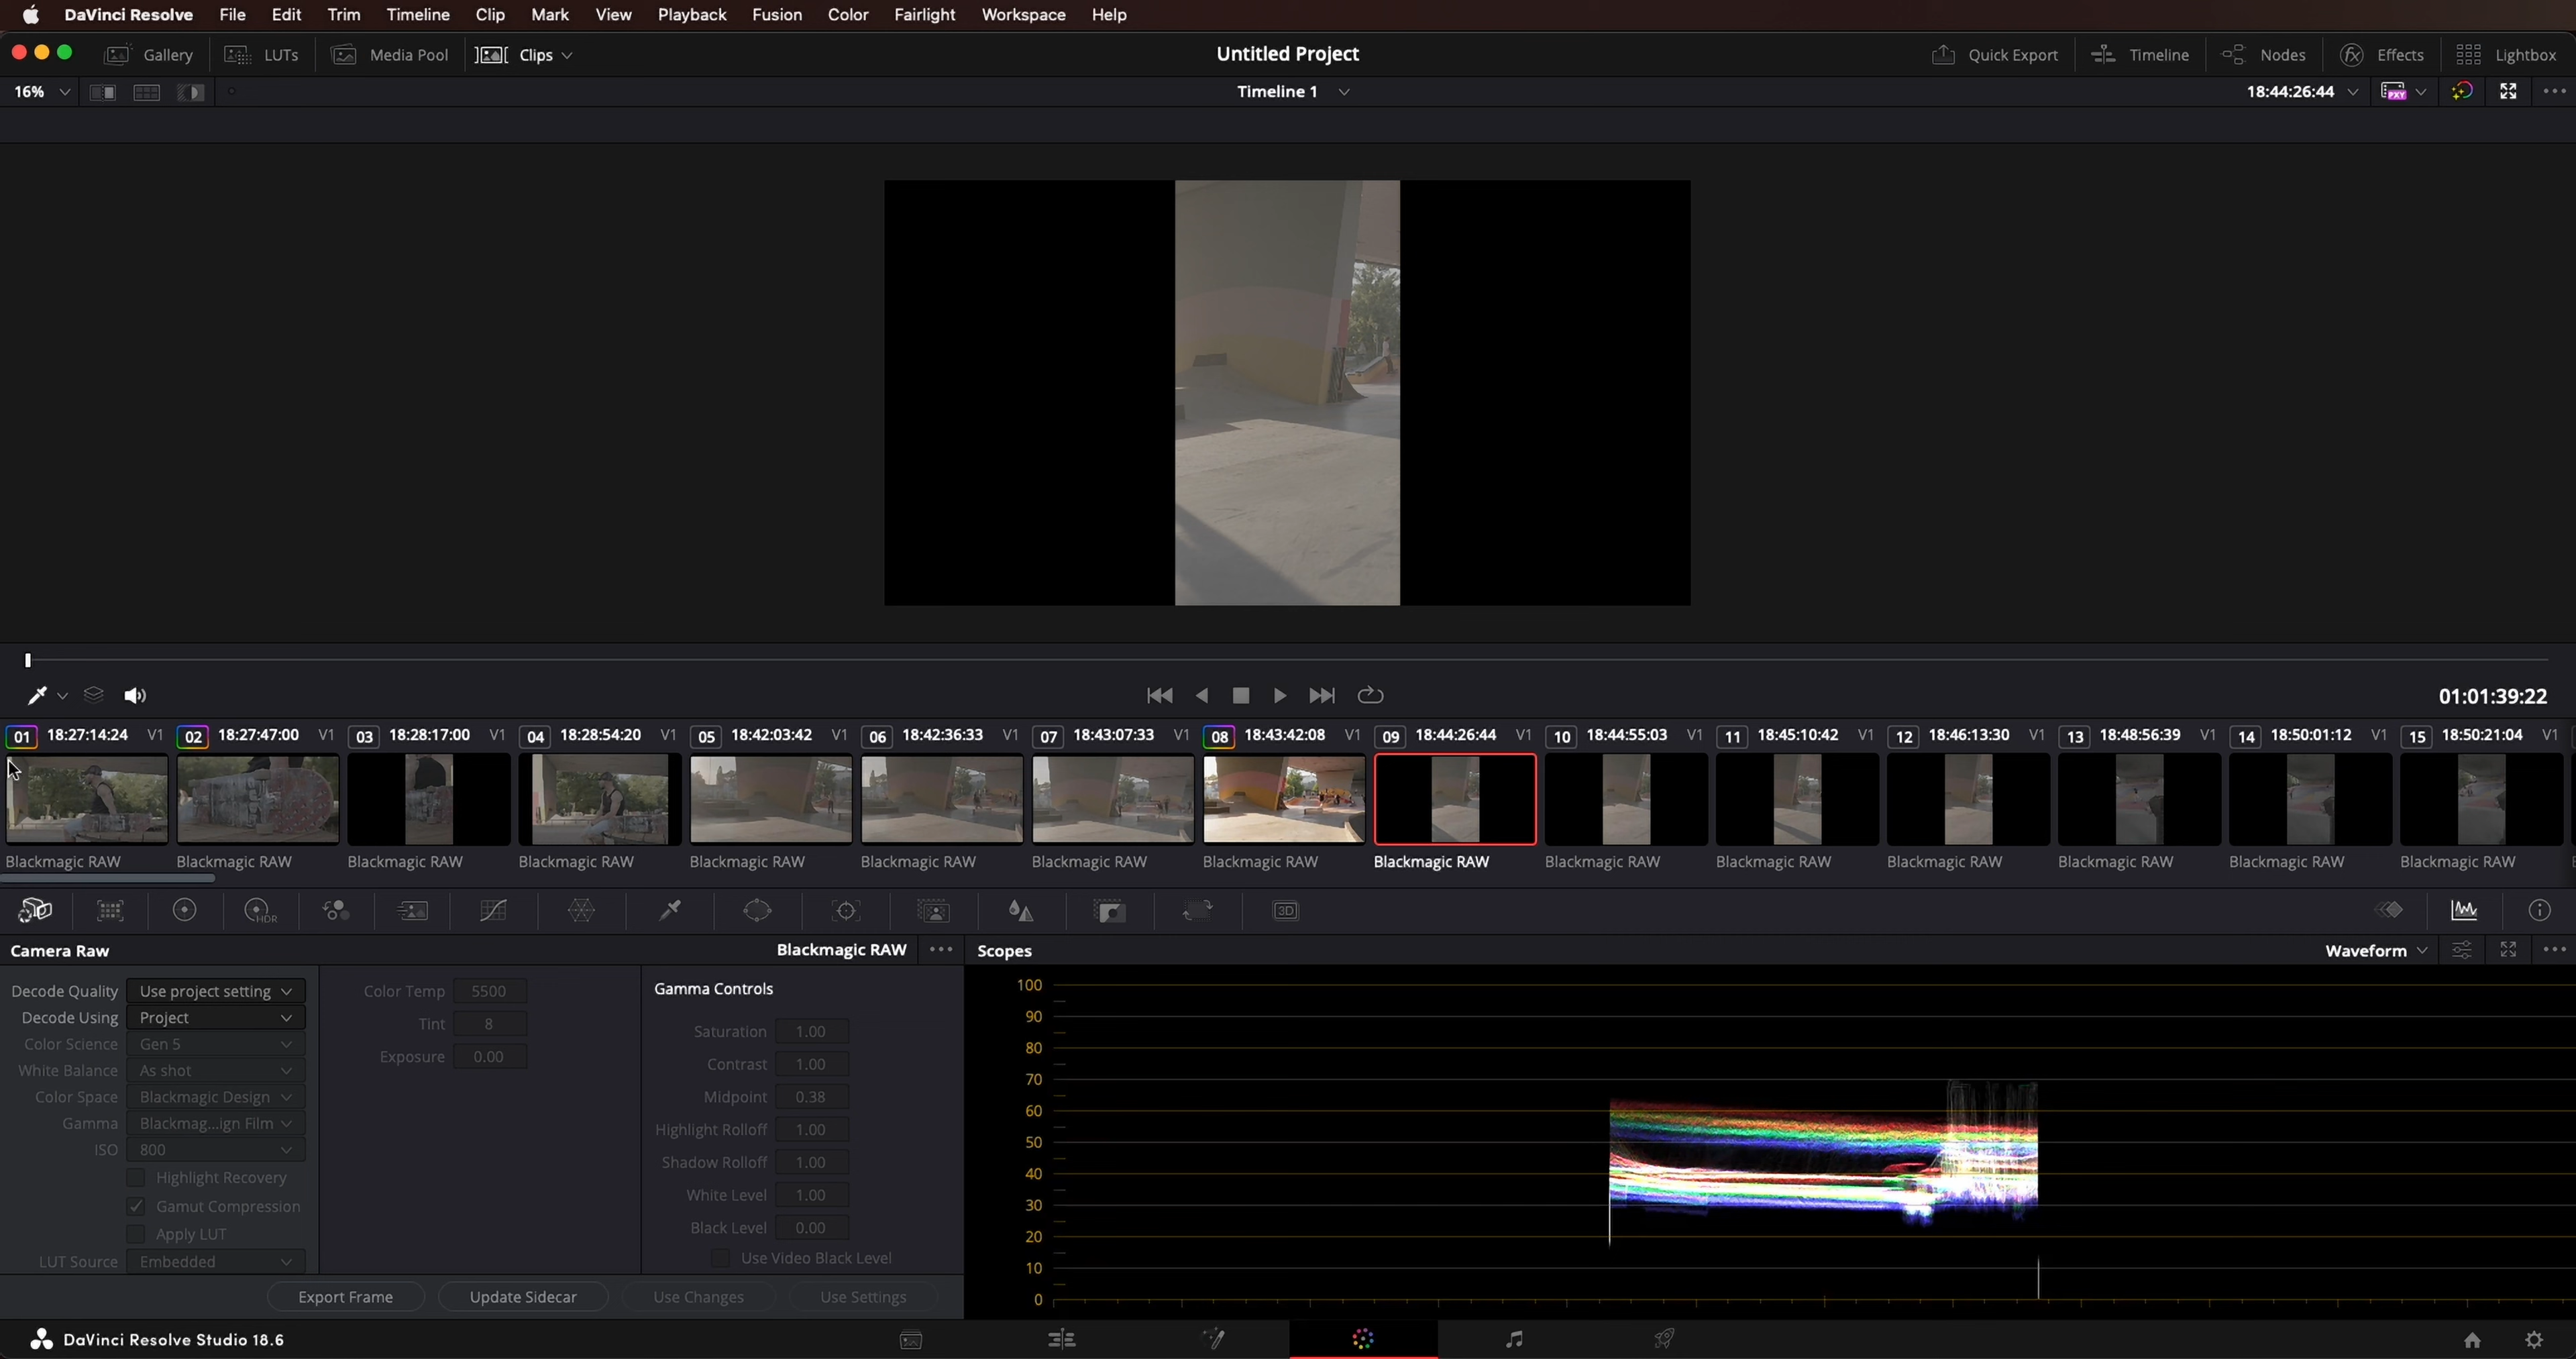 DaVinci Resolve File Edit Trim Timeline Clip Mark View Playback Fusion Color Fairlight Workspace Help
Gallery LUTs Media Pool Clips Untitled Project Quick Export Timeline Nodes Effects Lightbox
16% Timeline 1 18:44:26:44 PXY
01:01:39:22
01 18:27:14:24 V1 02 18:27:47:00 V1 03 18:28:17:00 V1 04 18:28:54:20 V1 05 18:42:03:42 V1 06 18:42:36:33 V1 07 18:43:07:33 V1 08 18:43:42:08 V1 09 18:44:26:44 V1 10 18:44:55:03 V1 11 18:45:10:42 V1 12 18:46:13:30 V1 13 18:48:56:39 V1 14 18:50:01:12 V1 15 18:50:21:04 V1
Blackmagic RAW Blackmagic RAW Blackmagic RAW Blackmagic RAW Blackmagic RAW Blackmagic RAW Blackmagic RAW Blackmagic RAW Blackmagic RAW Blackmagic RAW Blackmagic RAW Blackmagic RAW Blackmagic RAW Blackmagic RAW Blackmagic RAW
HDR 3D
Camera Raw Blackmagic RAW
Decode Quality Use project setting
Decode Using Project
Color Science Gen 5
White Balance As shot
Color Space Blackmagic Design
Gamma Blackmag...ign Film
ISO 800
Highlight Recovery
Gamut Compression
Apply LUT
LUT Source Embedded
Color Temp 5500
Tint 8
Exposure 0.00
Gamma Controls
Saturation 1.00
Contrast 1.00
Midpoint 0.38
Highlight Rolloff 1.00
Shadow Rolloff 1.00
White Level 1.00
Black Level 0.00
Use Video Black Level
Export Frame Update Sidecar Use Changes Use Settings
Scopes Waveform
100
90
80
70
60
50
40
30
20
10
0
DaVinci Resolve Studio 18.6